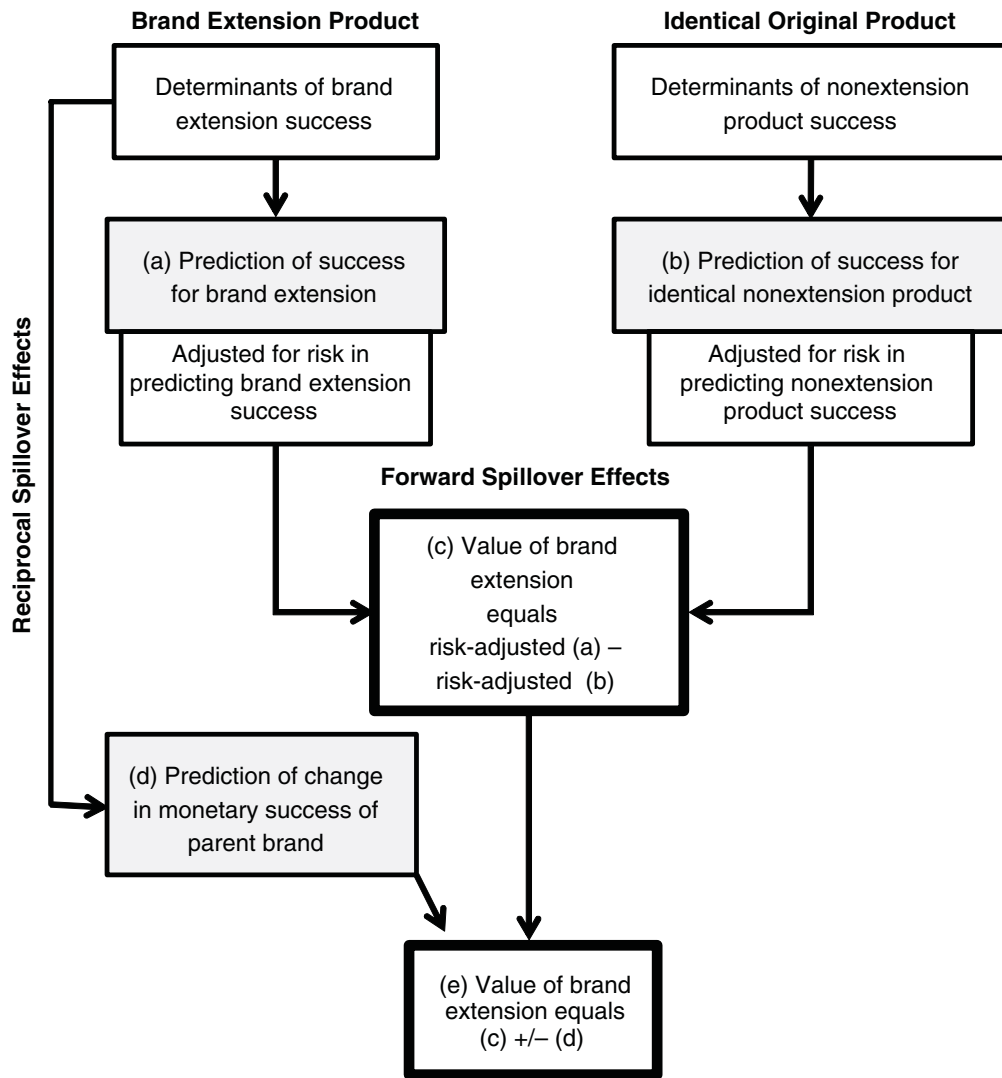 Brand Extension Product
Identical Original Product
Determinants of brand
extension success
Determinants of nonextension
product success
(a) Prediction of success
for brand extension
(b) Prediction of success for
identical nonextension product
Adjusted for risk in
predicting brand extension
success
Adjusted for risk in
predicting nonextension
product success
Reciprocal Spillover Effects
Forward Spillover Effects
(c) Value of brand
extension
equals
risk-adjusted (a) –
risk-adjusted (b)
(d) Prediction of change
in monetary success of
parent brand
(e) Value of brand
extension equals
(c) +/– (d)